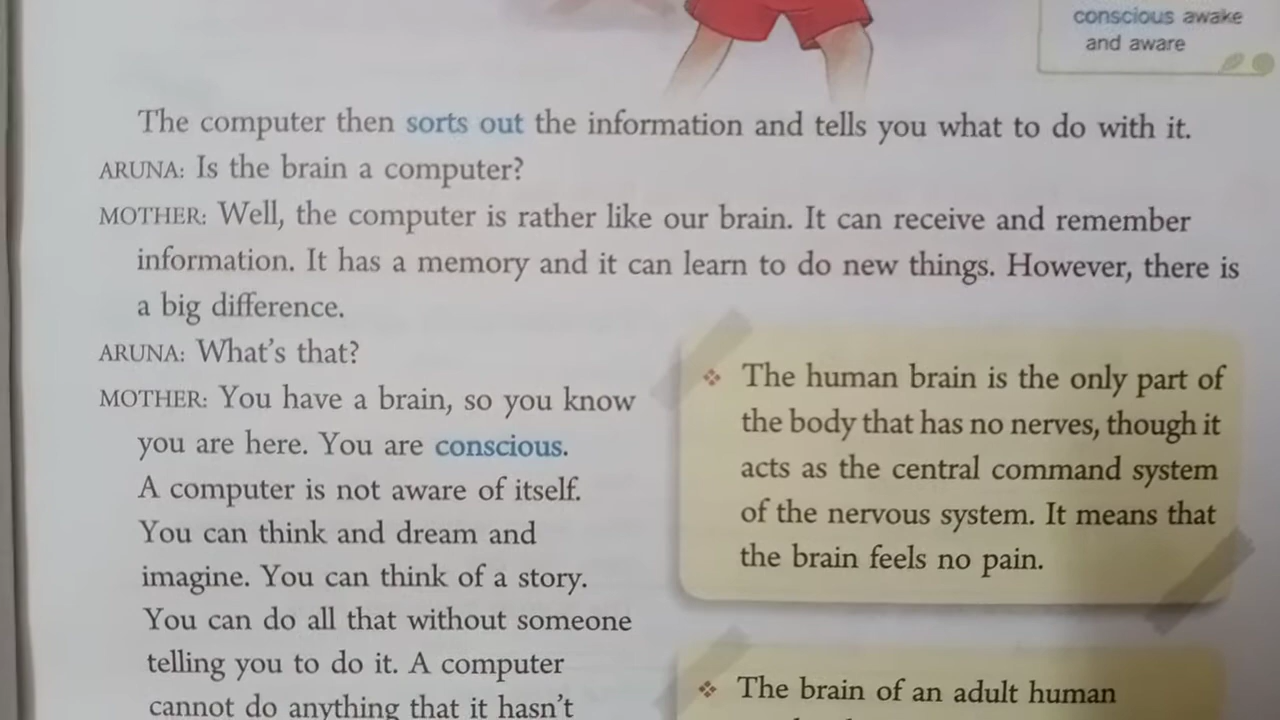 conscious awake
and aware
The computer then sorts out the information and tells you what to do with it.
ARUNA: Is the brain a computer?
MOTHER: Well, the computer is rather like our brain. It can receive and remember
information. It has a memory and it can learn to do new things. However, there is
a big difference.
ARUNA: What's that?
MOTHER: You have a brain, so you know
you are here. You are conscious.
A computer is not aware of itself.
You can think and dream and
imagine. You can think of a story.
You can do all that without someone
telling you to do it. A computer
cannot do anything that it hasn't
❖ The human brain is the only part of
the body that has no nerves, though it
acts as the central command system
of the nervous system. It means that
the brain feels no pain.
❖ The brain of an adult human